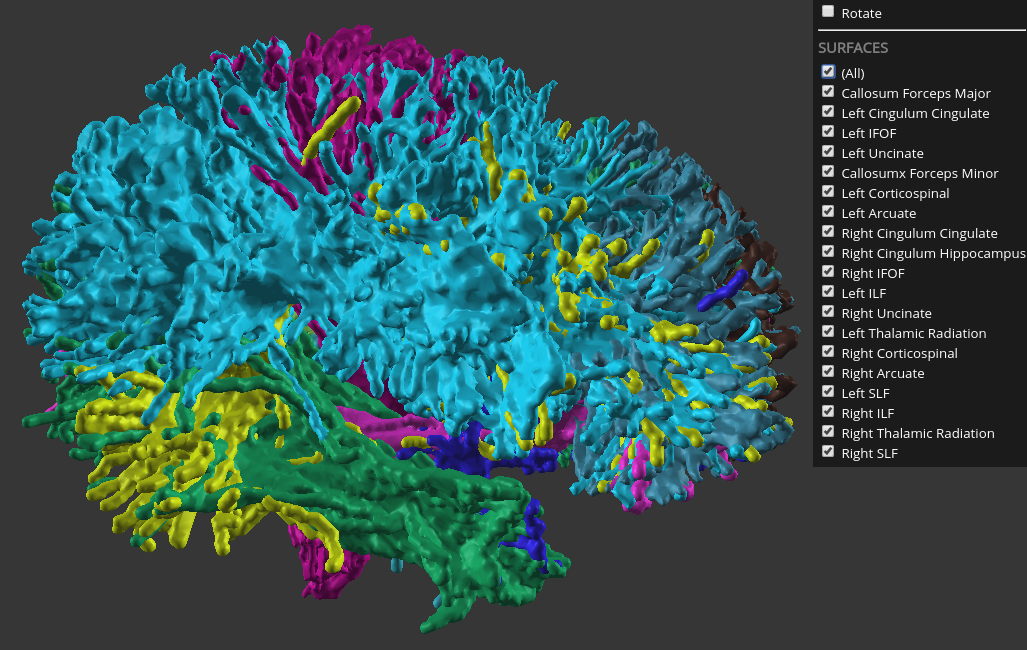 Rotate
SURFACES
(All)
Callosum Forceps Major
Left Cingulum Cingulate
Left IFOF
Left Uncinate
Callosumx Forceps Minor
Left Corticospinal
Left Arcuate
Right Cingulum Cingulate
Right Cingulum Hippocampus
Right IFOF
Left ILF
Right Uncinate
Left Thalamic Radiation
Right Corticospinal
Right Arcuate
Left SLF
Right ILF
Right Thalamic Radiation
Right SLF